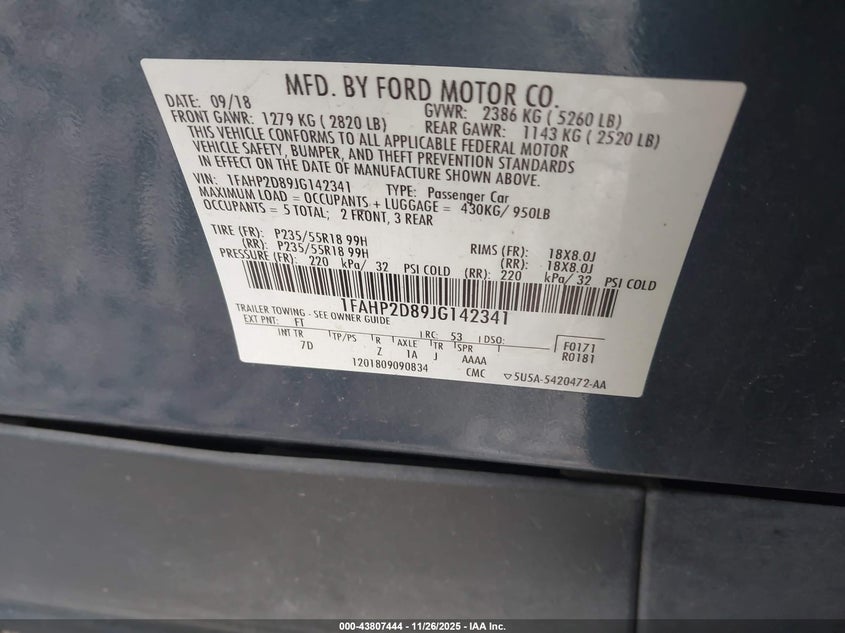 MFD. BY FORD MOTOR CO.
DATE: 09/18 GVWR: 2386 KG ( 5260 LB)
FRONT GAWR: 1279 KG ( 2820 LB) REAR GAWR: 1143 KG ( 2520 LB)
THIS VEHICLE CONFORMS TO ALL APPLICABLE FEDERAL MOTOR
VEHICLE SAFETY, BUMPER, AND THEFT PREVENTION STANDARDS
IN EFFECT ON THE DATE OF MANUFACTURE SHOWN ABOVE.
VIN: 1FAHP2D89JG142341 TYPE: Passenger Car
MAXIMUM LOAD = OCCUPANTS + LUGGAGE = 430KG/ 950LB
OCCUPANTS = 5 TOTAL; 2 FRONT, 3 REAR
TIRE (FR): P235/55R18 99H RIMS (FR): 18X8.0J
(RR): P235/55R18 99H (RR): 18X8.0J
PRESSURE (FR): 220 kPa/ 32 PSI COLD (RR): 220 kPa/ 32 PSI COLD
1FAHP2D89JG142341
TRAILER TOWING - SEE OWNER GUIDE
EXT PNT: FT RC: 53 DSO: F0171
INT TR TP/PS R AXLE TR SPR R0181
7D Z 1A J AAAA
1201809090834 CMC 5U5A-5420472-AA
000-43807444 | 11/26/2025 - IAA Inc.